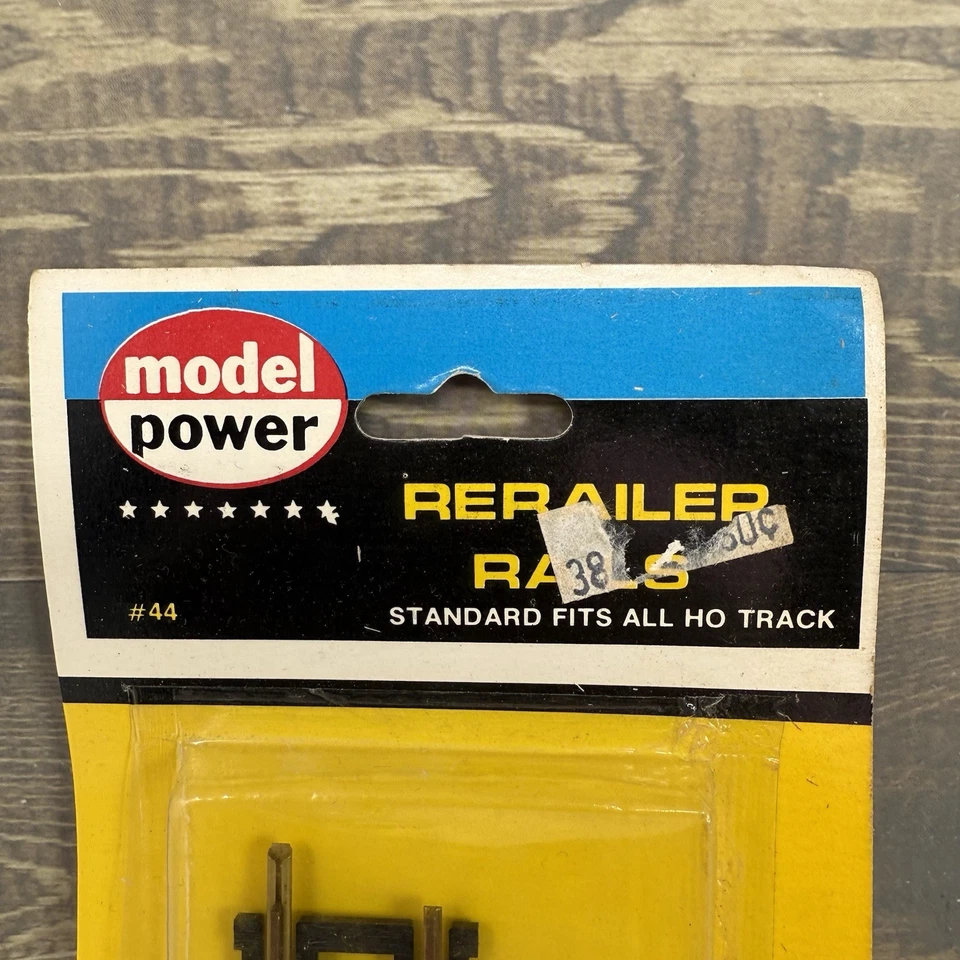 model
power
RERAILER
RAILS
#44
STANDARD FITS ALL HO TRACK
38